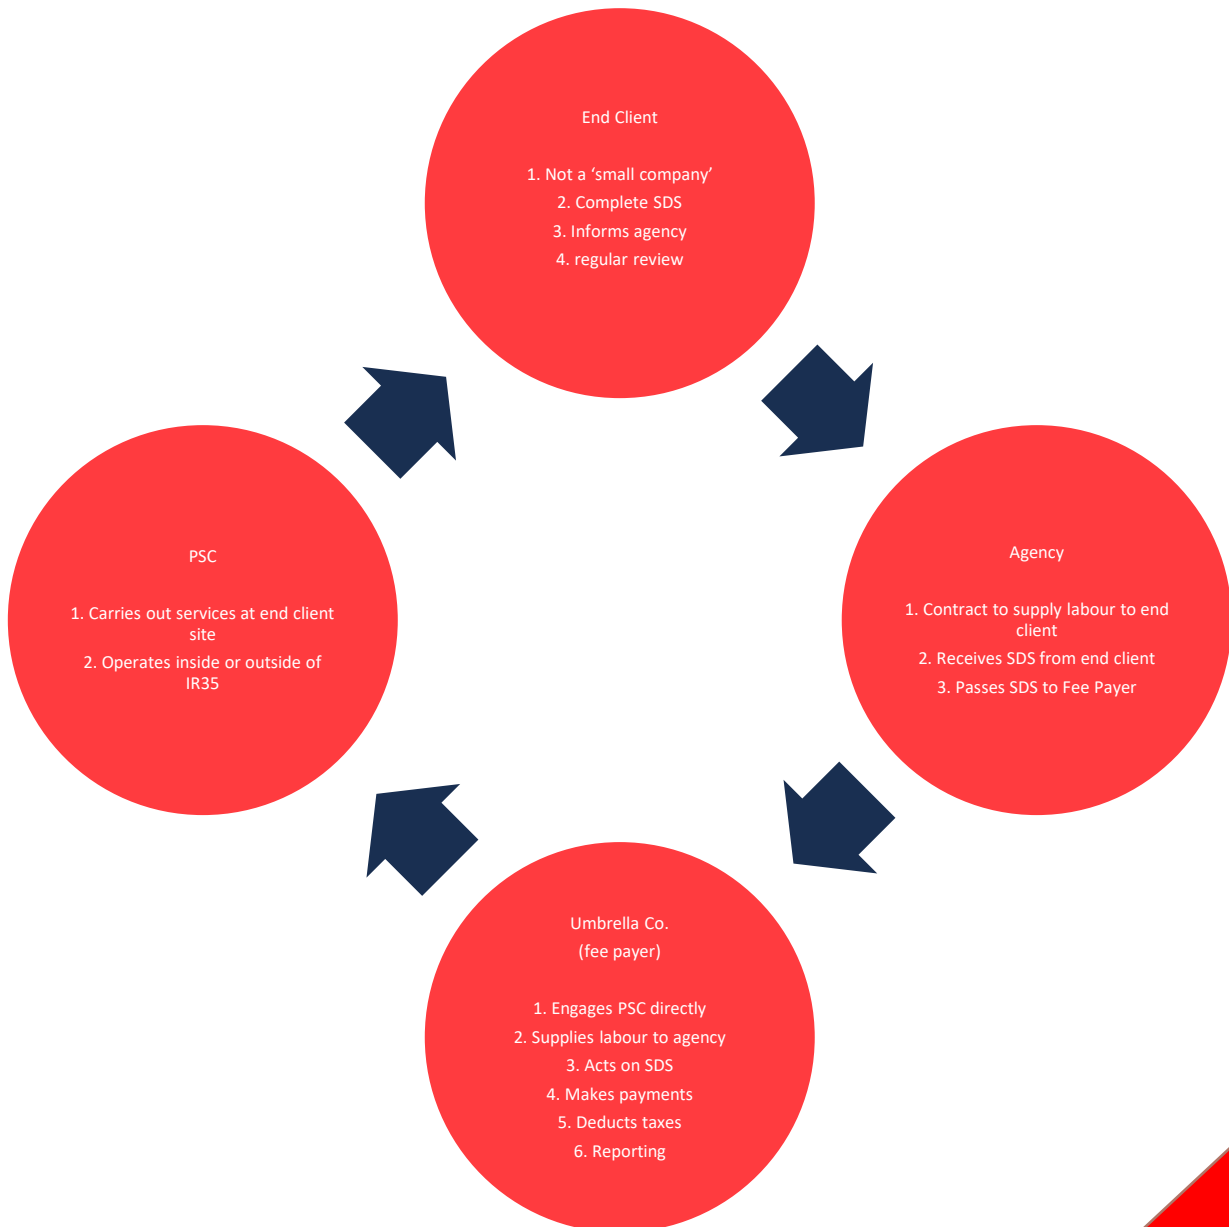 End Client
1. Not a ‘small company’
2. Complete SDS
3. Informs agency
4. regular review
PSC
1. Carries out services at end client
site
2. Operates inside or outside of
IR35
Agency
1. Contract to supply labour to end
client
2. Receives SDS from end client
3. Passes SDS to Fee Payer
Umbrella Co.
(fee payer)
1. Engages PSC directly
2. Supplies labour to agency
3. Acts on SDS
4. Makes payments
5. Deducts taxes
6. Reporting